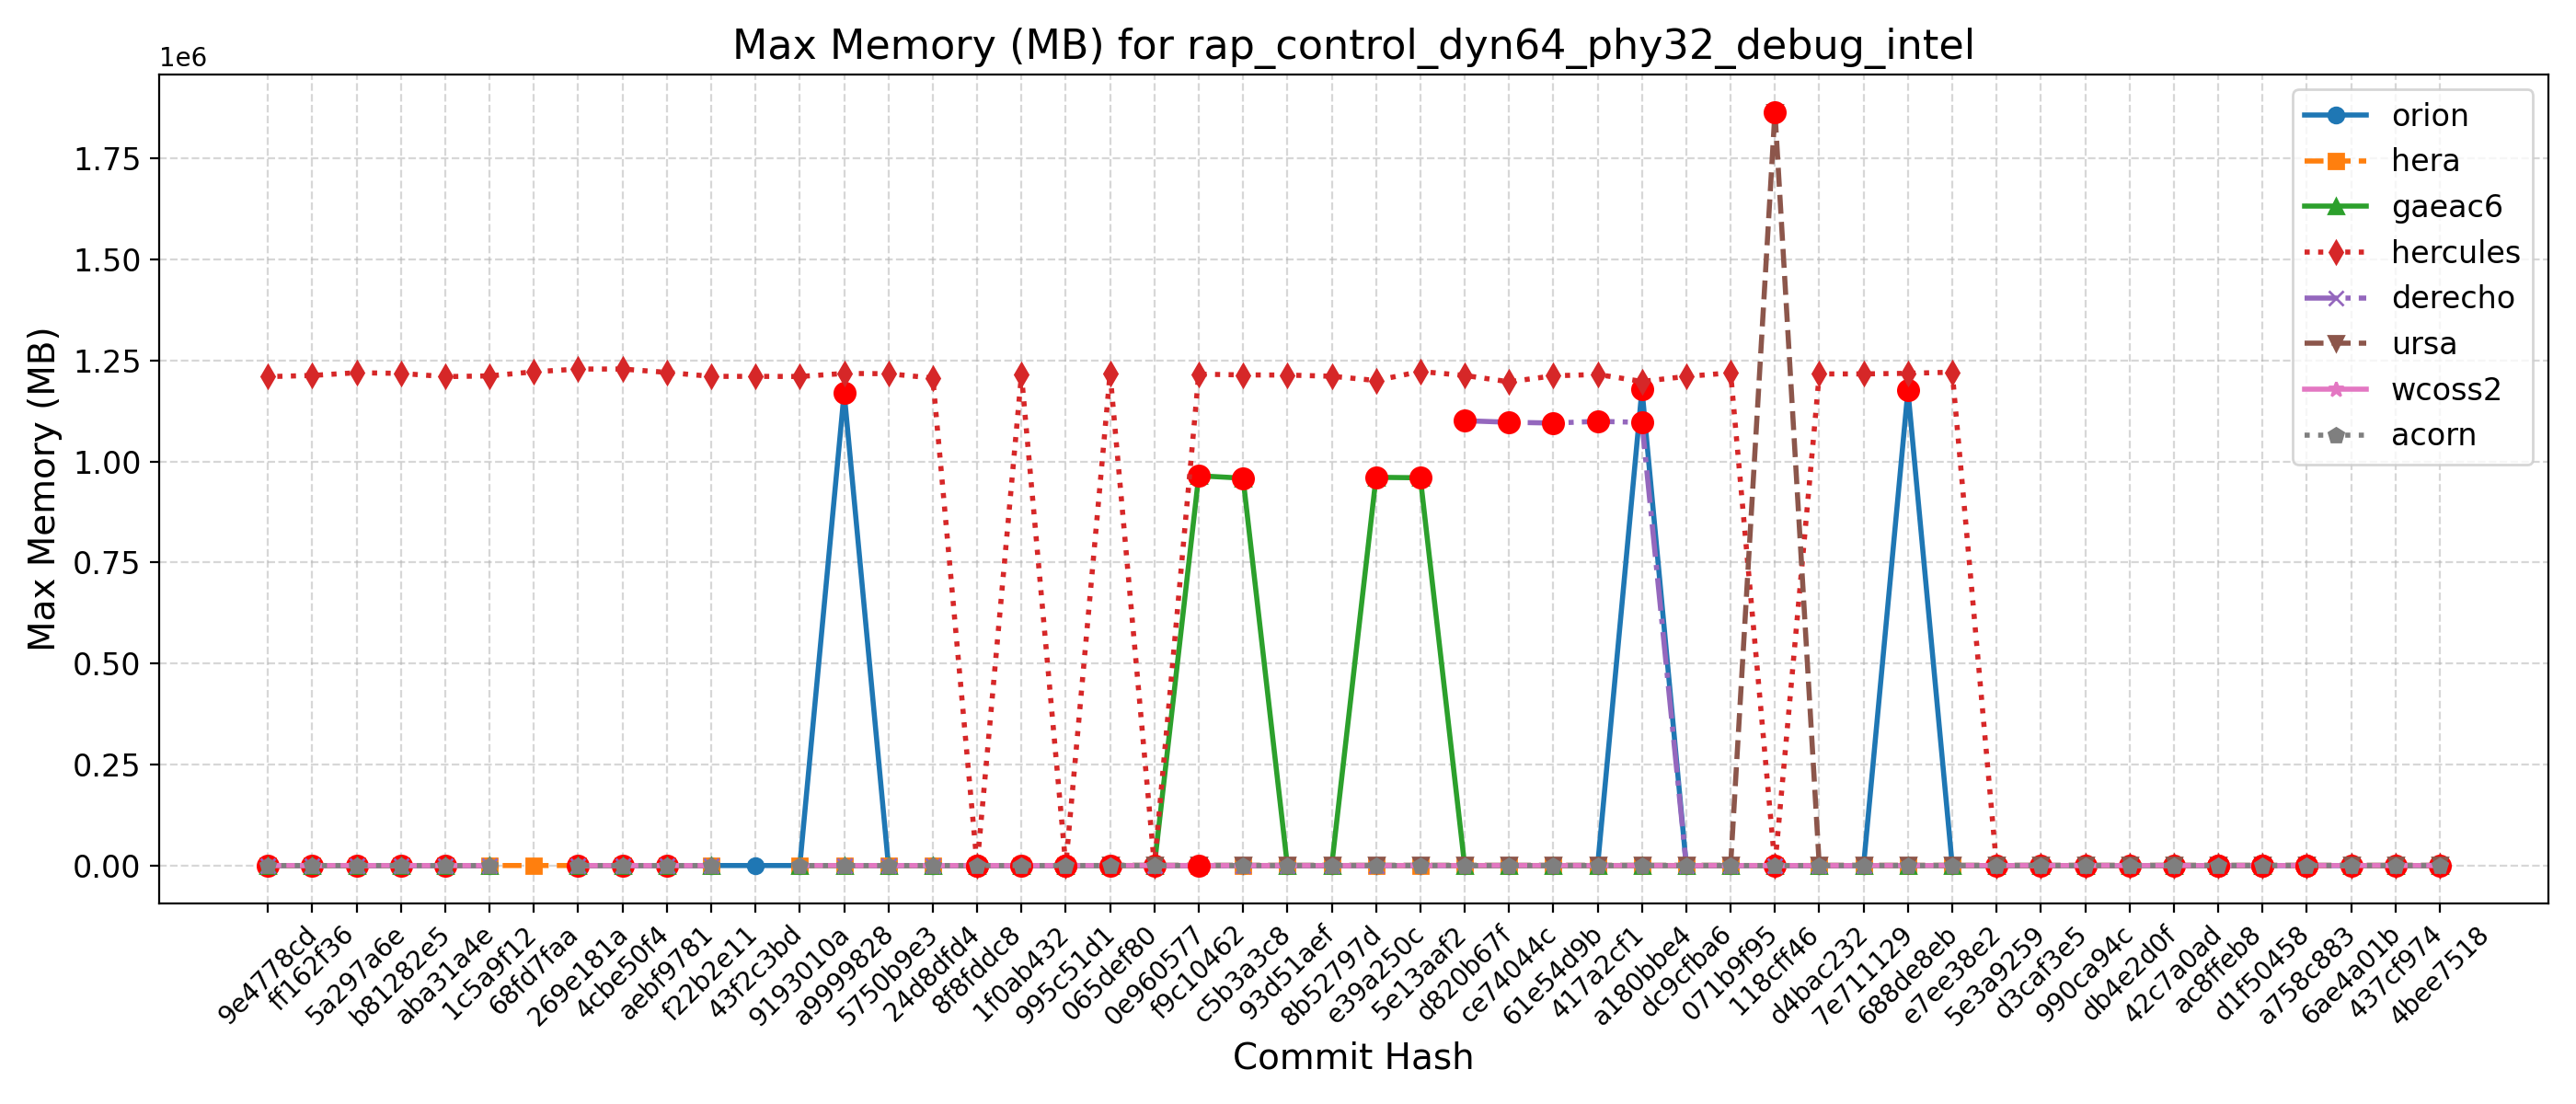 Max Memory (MB) for rap_control_dyn64_phy32_debug_intel
1e6
1.75
1.50
1.25
1.00
0.75
0.50
0.25
0.00
Max Memory (MB)
orion
hera
gaeac6
hercules
derecho
ursa
wcoss2
acorn
9e4778cd
ff162f36
5a297a6e
b81282e5
aba31a4e
1c5a9f12
68fd7faa
269e181a
4cbe50f4
aebf9781
f22b2e11
43f2c3bd
9193010a
a9999828
5750b9e3
24d8dfd4
8f8fddc8
1f0ab432
995c51d1
065def80
0e960577
f9c10462
c5b3a3c8
93d51aef
8b52797d
e39a250c
5e13aaf2
d820b67f
ce74044c
61e54d9b
417a2cf1
a180bbe4
dc9cfba6
071b9f95
118cff46
d4bac232
7e711129
688de8eb
e7ee38e2
5e3a9259
d3caf3e5
990ca94c
db4e2d0f
42c7a0ad
ac8ffeb8
d1f50458
a758c883
6ae4a01b
437cf974
4bee7518
Commit Hash